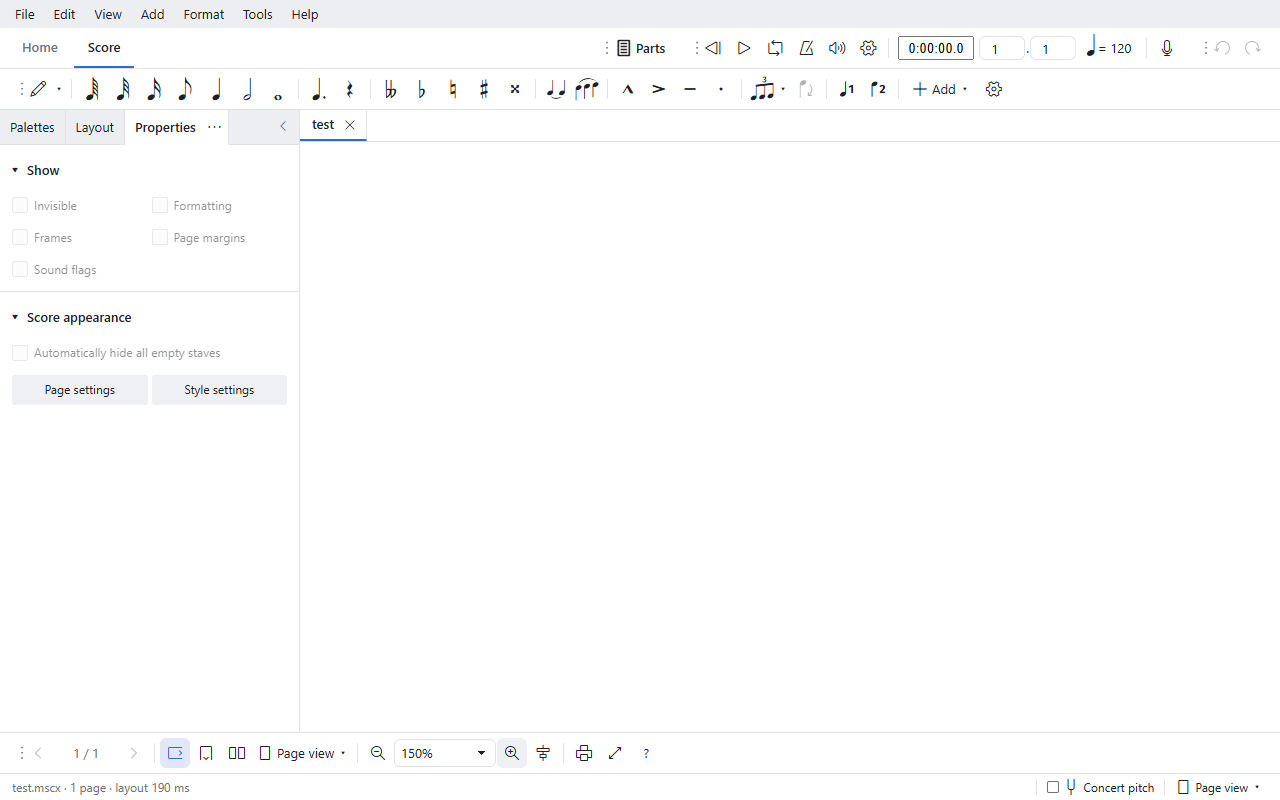 File Edit View Add Format Tools Help
Home Score Parts 0:00:00.0 1 . 1 = 120
3 1 2 Add
Palettes Layout Properties ··· test
Show
Invisible Formatting
Frames Page margins
Sound flags
Score appearance
Automatically hide all empty staves
Page settings Style settings
1 / 1 Page view 150% ?
test.mscx · 1 page · layout 190 ms Concert pitch Page view